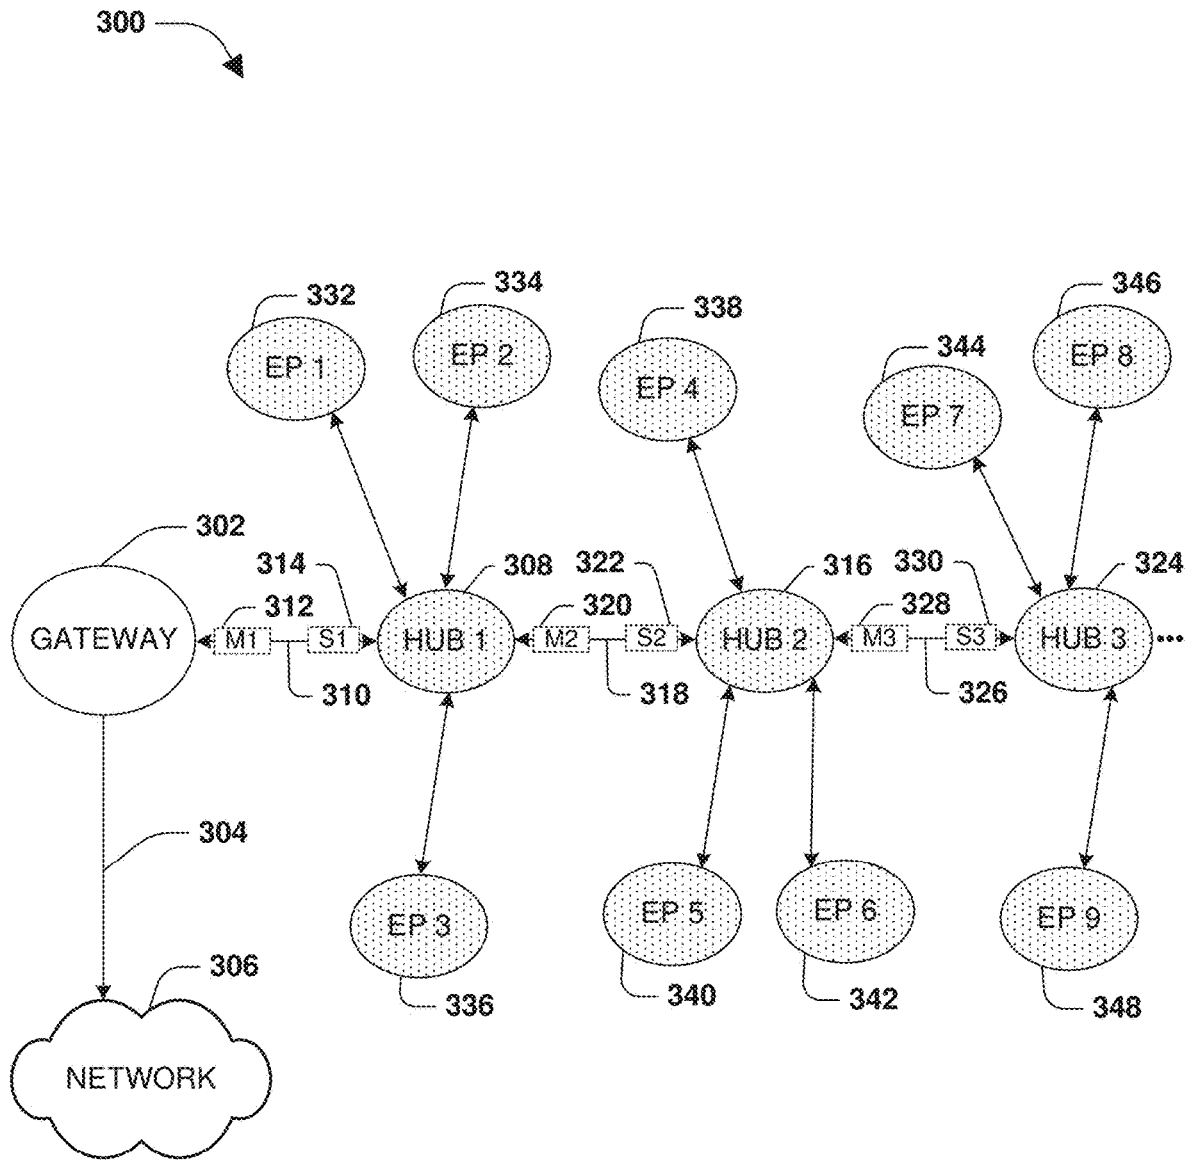 300
332
334
338
346
344
EP 1
EP 2
EP 4
EP 7
EP 8
302
314
308
322
316
330
324
312
320
328
GATEWAY
M1
S1
HUB 1
M2
S2
HUB 2
M3
S3
HUB 3
•••
310
318
326
304
EP 3
EP 5
EP 6
EP 9
306
336
340
342
348
NETWORK